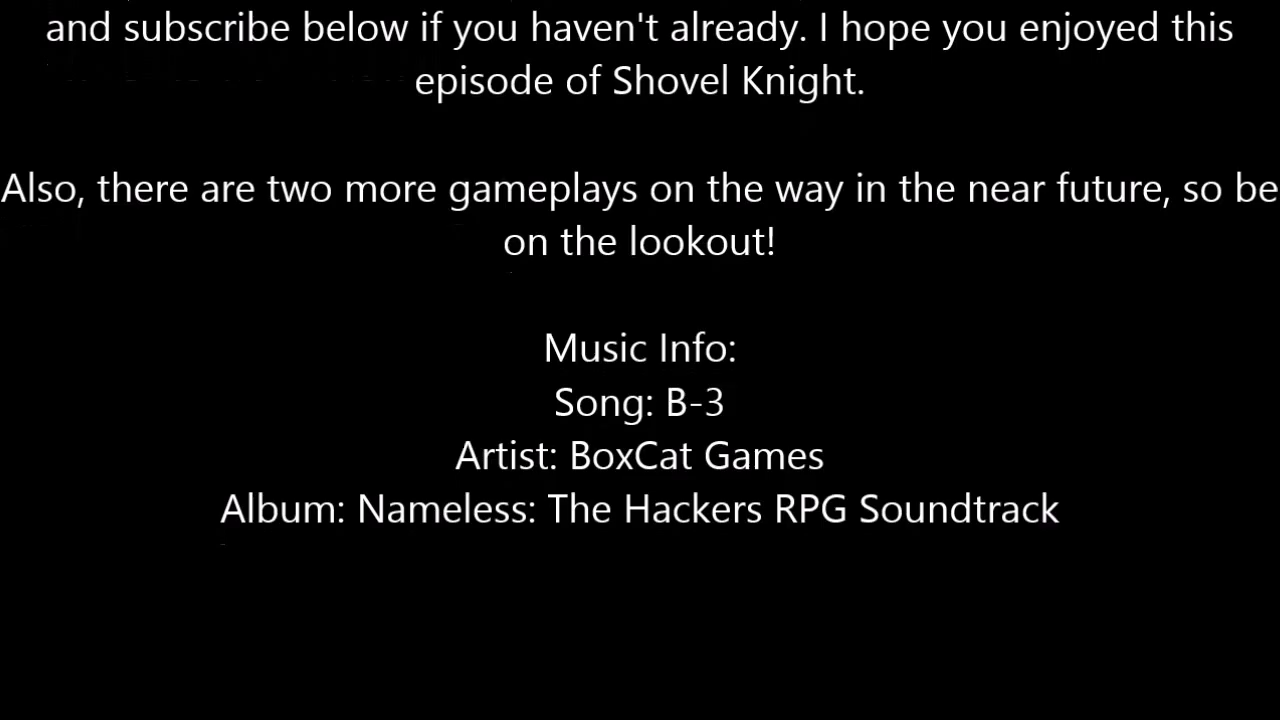 and subscribe below if you haven't already. I hope you enjoyed this
episode of Shovel Knight.
Also, there are two more gameplays on the way in the near future, so be
on the lookout!
Music Info:
Song: B-3
Artist: BoxCat Games
Album: Nameless: The Hackers RPG Soundtrack